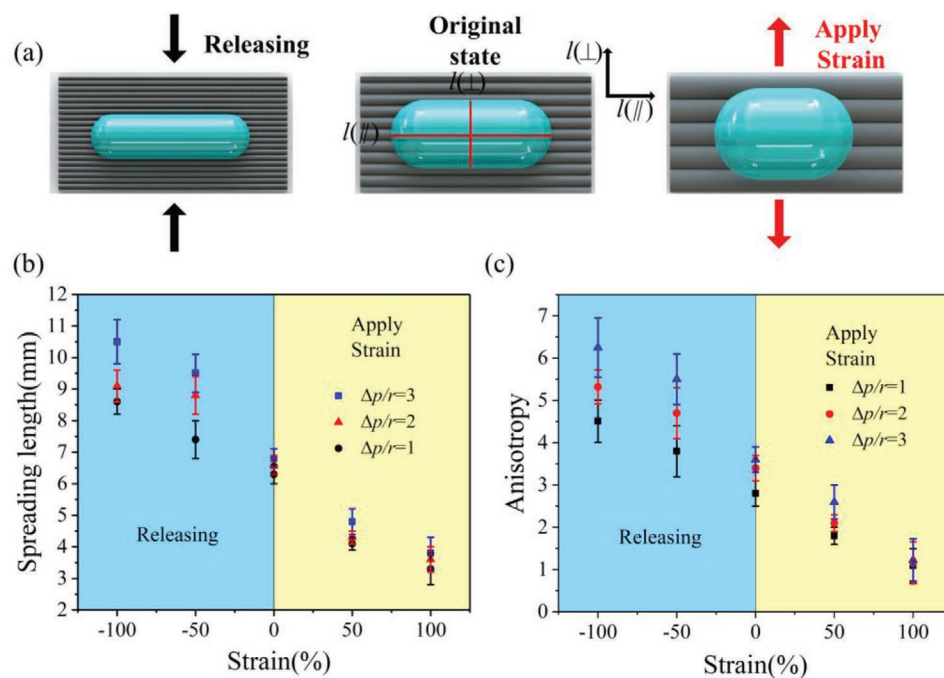 (a)
Releasing
Original
state
Apply
Strain
l(⊥)
l(∥)
l(⊥)
l(∥)
(b)
12
11
10
9
8
7
6
5
4
3
2
Spreading length(mm)
Releasing
Apply
Strain
Δp/r=3
Δp/r=2
Δp/r=1
-100
-50
0
50
100
Strain(%)
(c)
7
6
5
4
3
2
1
0
Anisotropy
Releasing
Apply
Strain
Δp/r=1
Δp/r=2
Δp/r=3
-100
-50
0
50
100
Strain(%)